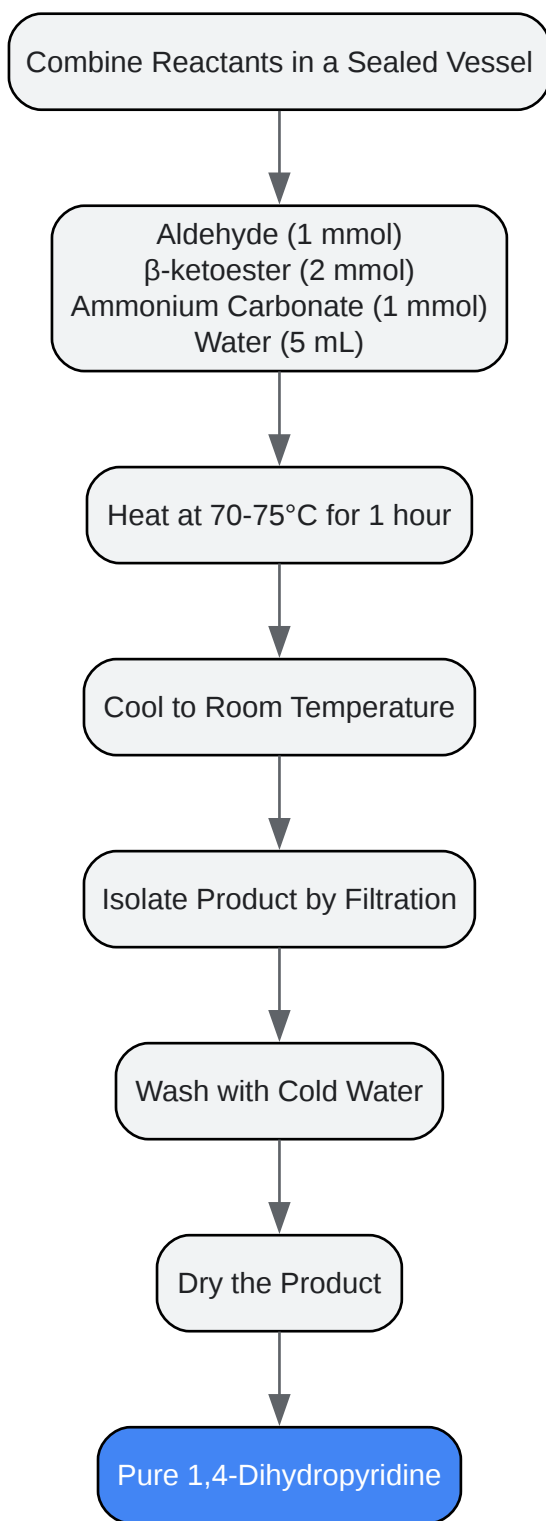 Combine Reactants in a Sealed Vessel
Aldehyde (1 mmol)
β-ketoester (2 mmol)
Ammonium Carbonate (1 mmol)
Water (5 mL)
Heat at 70-75°C for 1 hour
Cool to Room Temperature
Isolate Product by Filtration
Wash with Cold Water
Dry the Product
Pure 1,4-Dihydropyridine